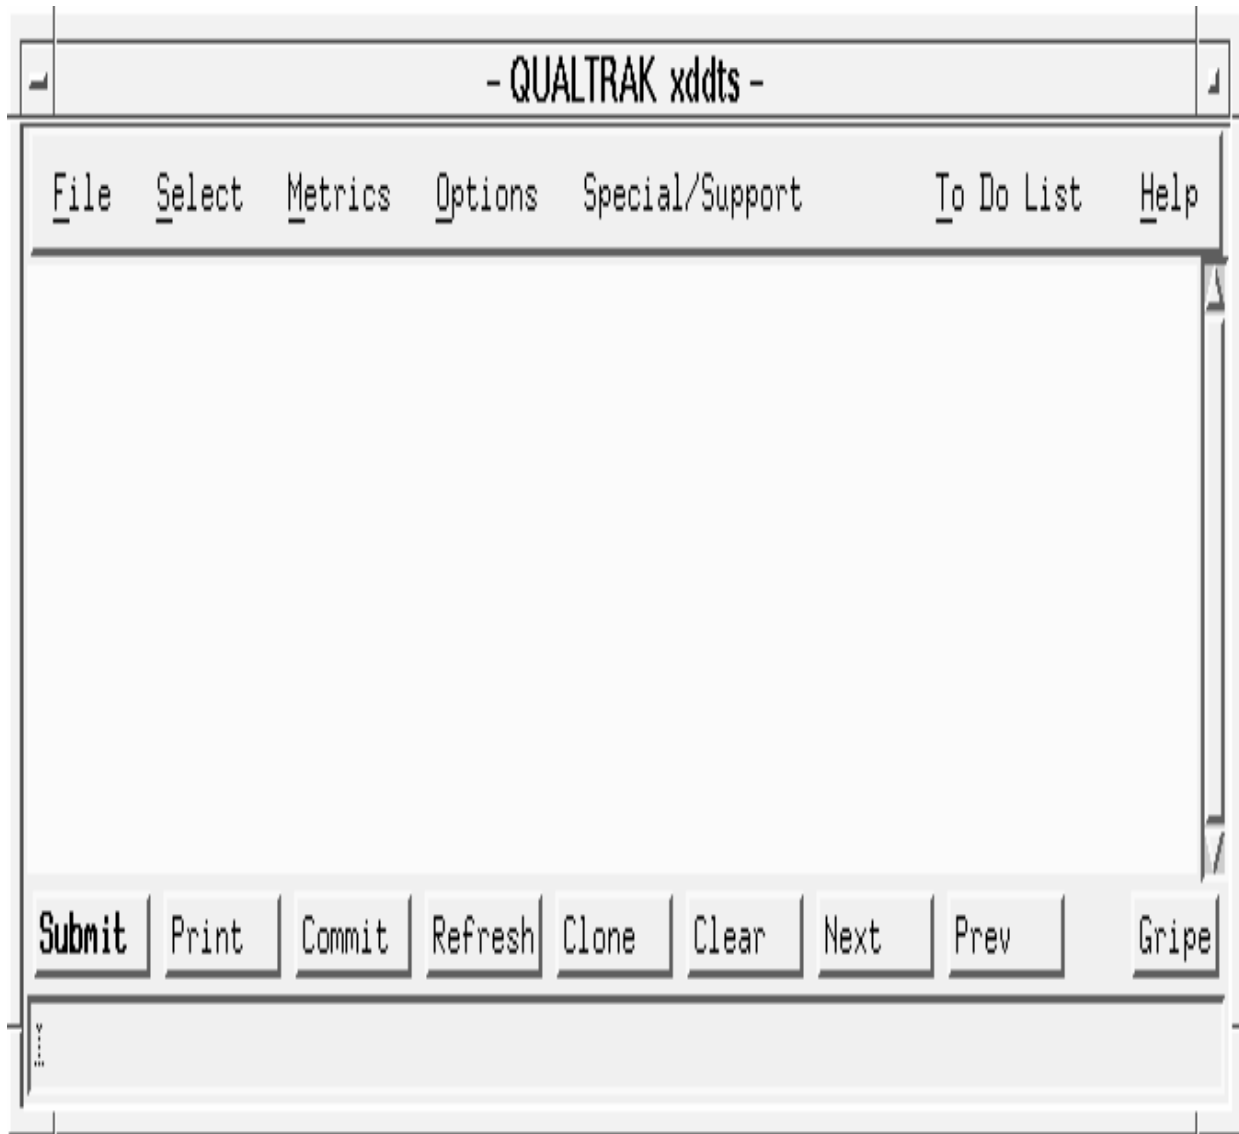 - QUALTRAK xddts -
File Select Metrics Options Special/Support To Do List Help
Submit Print Commit Refresh Clone Clear Next Prev Gripe